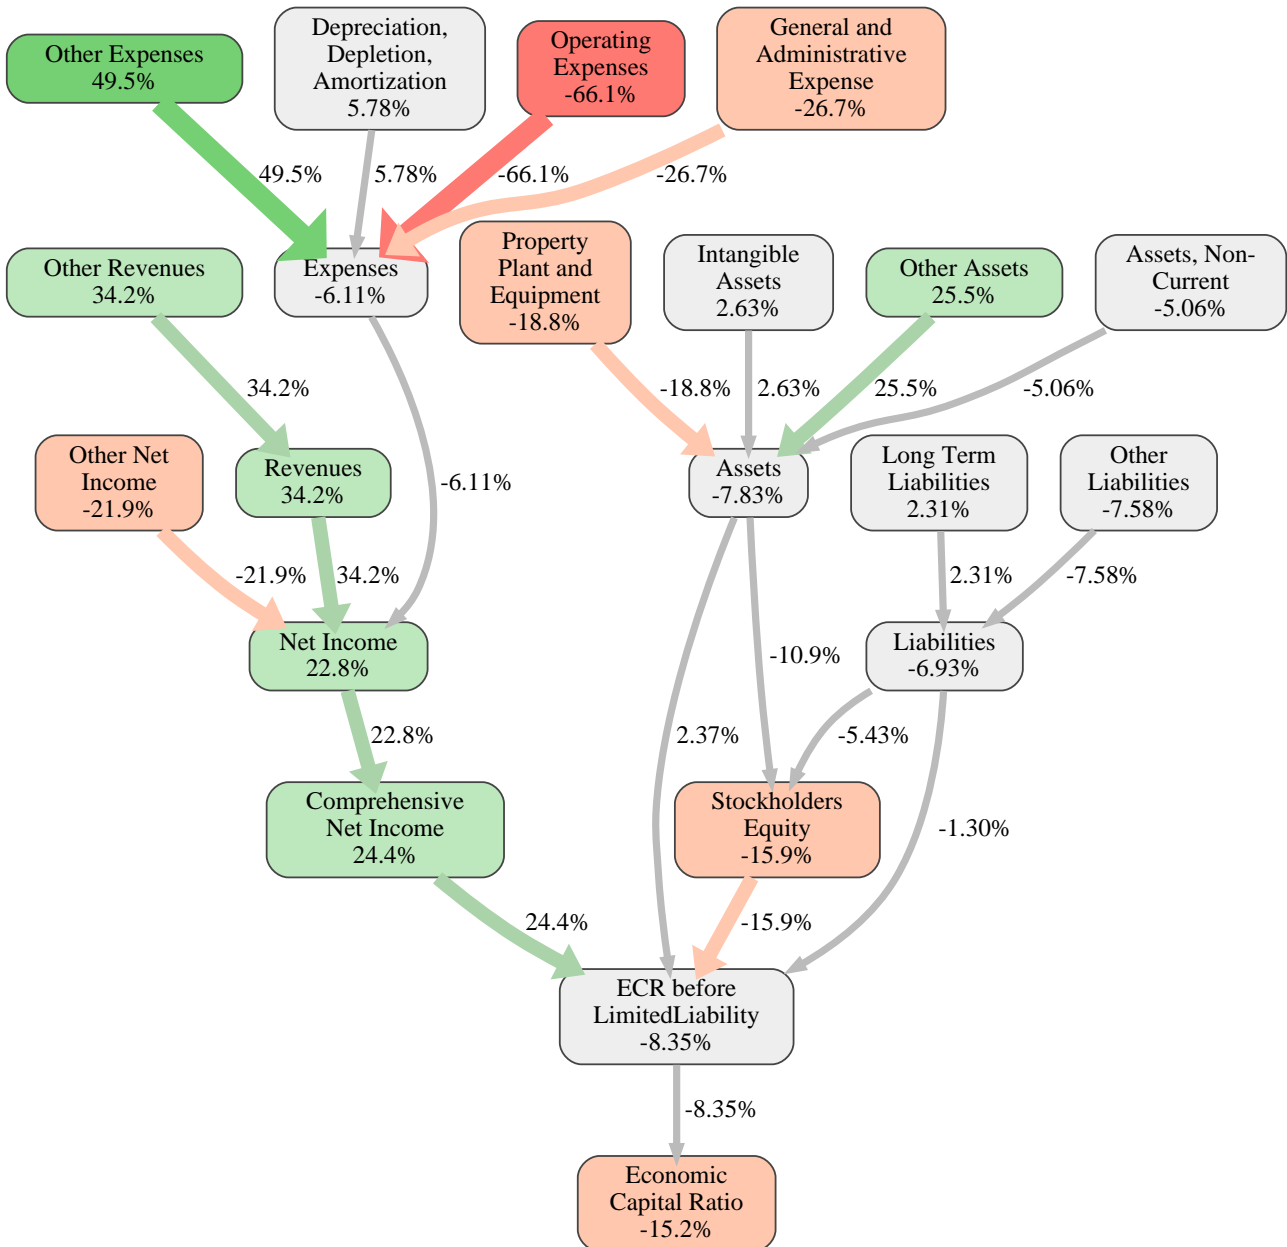 Other Expenses
49.5%
Depreciation,
Depletion,
Amortization
5.78%
Operating
Expenses
-66.1%
General and
Administrative
Expense
-26.7%
49.5%
5.78%
-66.1%
-26.7%
Other Revenues
34.2%
Expenses
-6.11%
Property
Plant and
Equipment
-18.8%
Intangible
Assets
2.63%
Other Assets
25.5%
Assets, Non-
Current
-5.06%
34.2%
-18.8%
2.63%
25.5%
-5.06%
Other Net
Income
-21.9%
Revenues
34.2%
-6.11%
Assets
-7.83%
Long Term
Liabilities
2.31%
Other
Liabilities
-7.58%
-21.9%
34.2%
2.31%
-7.58%
Net Income
22.8%
-10.9%
Liabilities
-6.93%
22.8%
2.37%
-5.43%
Comprehensive
Net Income
24.4%
Stockholders
Equity
-15.9%
-1.30%
24.4%
-15.9%
ECR before
LimitedLiability
-8.35%
-8.35%
Economic
Capital Ratio
-15.2%